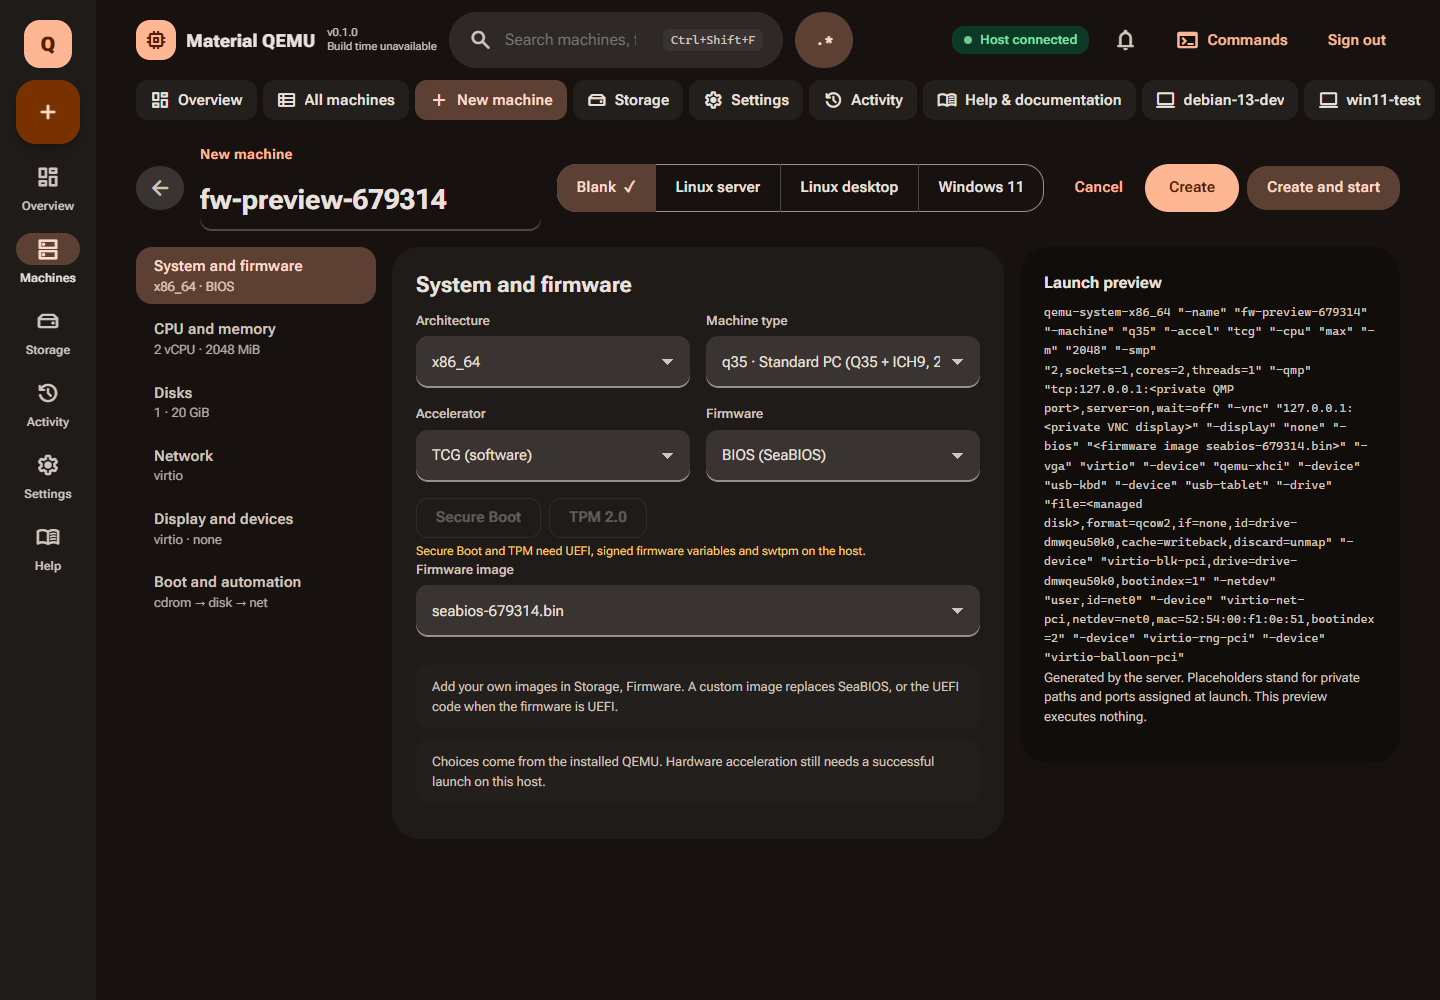 Q
Material QEMU
v0.1.0
Build time unavailable
Search machines,
Ctrl+Shift+F
.*
Host connected
Commands
Sign out
Overview
All machines
New machine
Storage
Settings
Activity
Help & documentation
debian-13-dev
win11-test
Overview
Machines
Storage
Activity
Settings
Help
New machine
fw-preview-679314
Blank ✓
Linux server
Linux desktop
Windows 11
Cancel
Create
Create and start
System and firmware
x86_64 · BIOS
CPU and memory
2 vCPU · 2048 MiB
Disks
1 · 20 GiB
Network
virtio
Display and devices
virtio · none
Boot and automation
cdrom → disk → net
System and firmware
Architecture
Machine type
x86_64
q35 · Standard PC (Q35 + ICH9, 2
Accelerator
Firmware
TCG (software)
BIOS (SeaBIOS)
Secure Boot
TPM 2.0
Secure Boot and TPM need UEFI, signed firmware variables and swtpm on the host.
Firmware image
seabios-679314.bin
Add your own images in Storage, Firmware. A custom image replaces SeaBIOS, or the UEFI
code when the firmware is UEFI.
Choices come from the installed QEMU. Hardware acceleration still needs a successful
launch on this host.
Launch preview
qemu-system-x86_64 "-name" "fw-preview-679314"
"-machine" "q35" "-accel" "tcg" "-cpu" "max" "-
m" "2048" "-smp"
"2,sockets=1,cores=2,threads=1" "-qmp"
"tcp:127.0.0.1:<private QMP
port>,server=on,wait=off" "-vnc" "127.0.0.1:
<private VNC display>" "-display" "none" "-
bios" "<firmware image seabios-679314.bin>" "-
vga" "virtio" "-device" "qemu-xhci" "-device"
"usb-kbd" "-device" "usb-tablet" "-drive"
"file=<managed
disk>,format=qcow2,if=none,id=drive-
dmwqeu50k0,cache=writeback,discard=unmap" "-
device" "virtio-blk-pci,drive=drive-
dmwqeu50k0,bootindex=1" "-netdev"
"user,id=net0" "-device" "virtio-net-
pci,netdev=net0,mac=52:54:00:f1:0e:51,bootindex
=2" "-device" "virtio-rng-pci" "-device"
"virtio-balloon-pci"
Generated by the server. Placeholders stand for private
paths and ports assigned at launch. This preview
executes nothing.